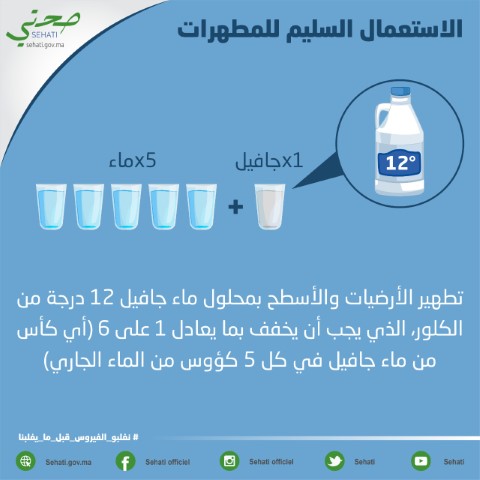 صحتي
SEHATI
sehati.gov.ma
الاستعمال السليم للمطهرات
12°
1xجافيل
5xماء
+
تطهير الأرضيات والأسطح بمحلول ماء جافيل 12 درجة من
الكلور، الذي يجب أن يخفف بما يعادل 1 على 6 (أي كأس
من ماء جافيل في كل 5 كؤوس من الماء الجاري)
# نغلبو_الفيروس_قبل_ما_يغلبنا
Sehati.gov.ma
Sehati officiel
Sehati officiel
Sehati
Sehati